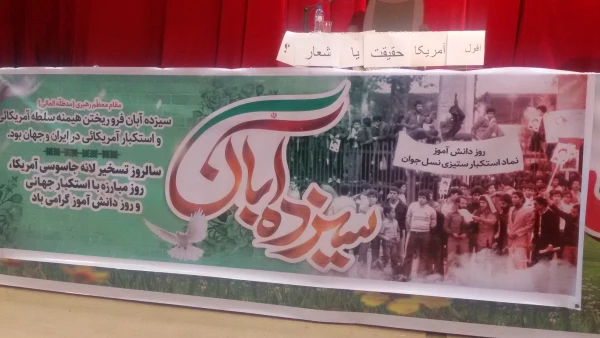 افول آمریکا حقیقت یا شعار ؟
مقام معظم رهبری (مدظله العالی)
سیزده آبان فرو ریختن هیمنه سلطه آمریکائی
و استکبار آمریکائی در ایران و جهان بود.
سالروز تسخیر لانه جاسوسی آمریکا،
روز مبارزه با استکبار جهانی
و روز دانش آموز گرامی باد
سیزده آبان
روز دانش آموز
نماد استکبار ستیزی نسل جوان